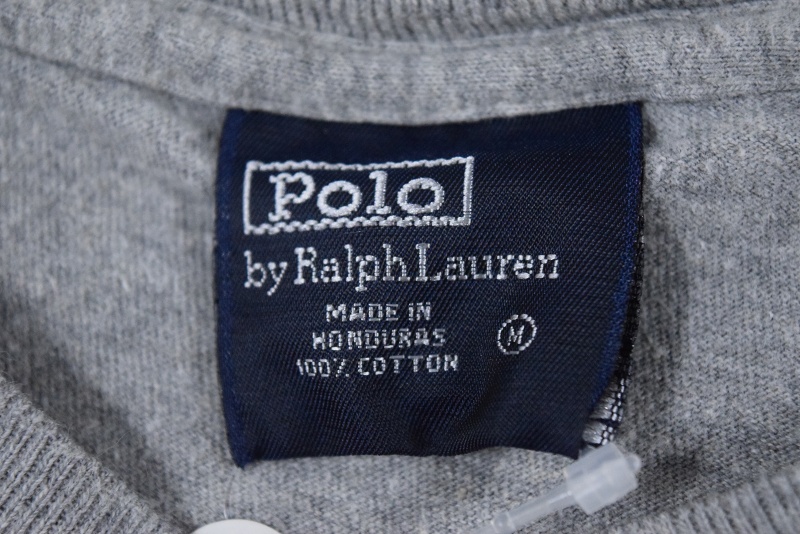 Polo
by Ralph Lauren
MADE IN
HONDURAS
100% COTTON
M